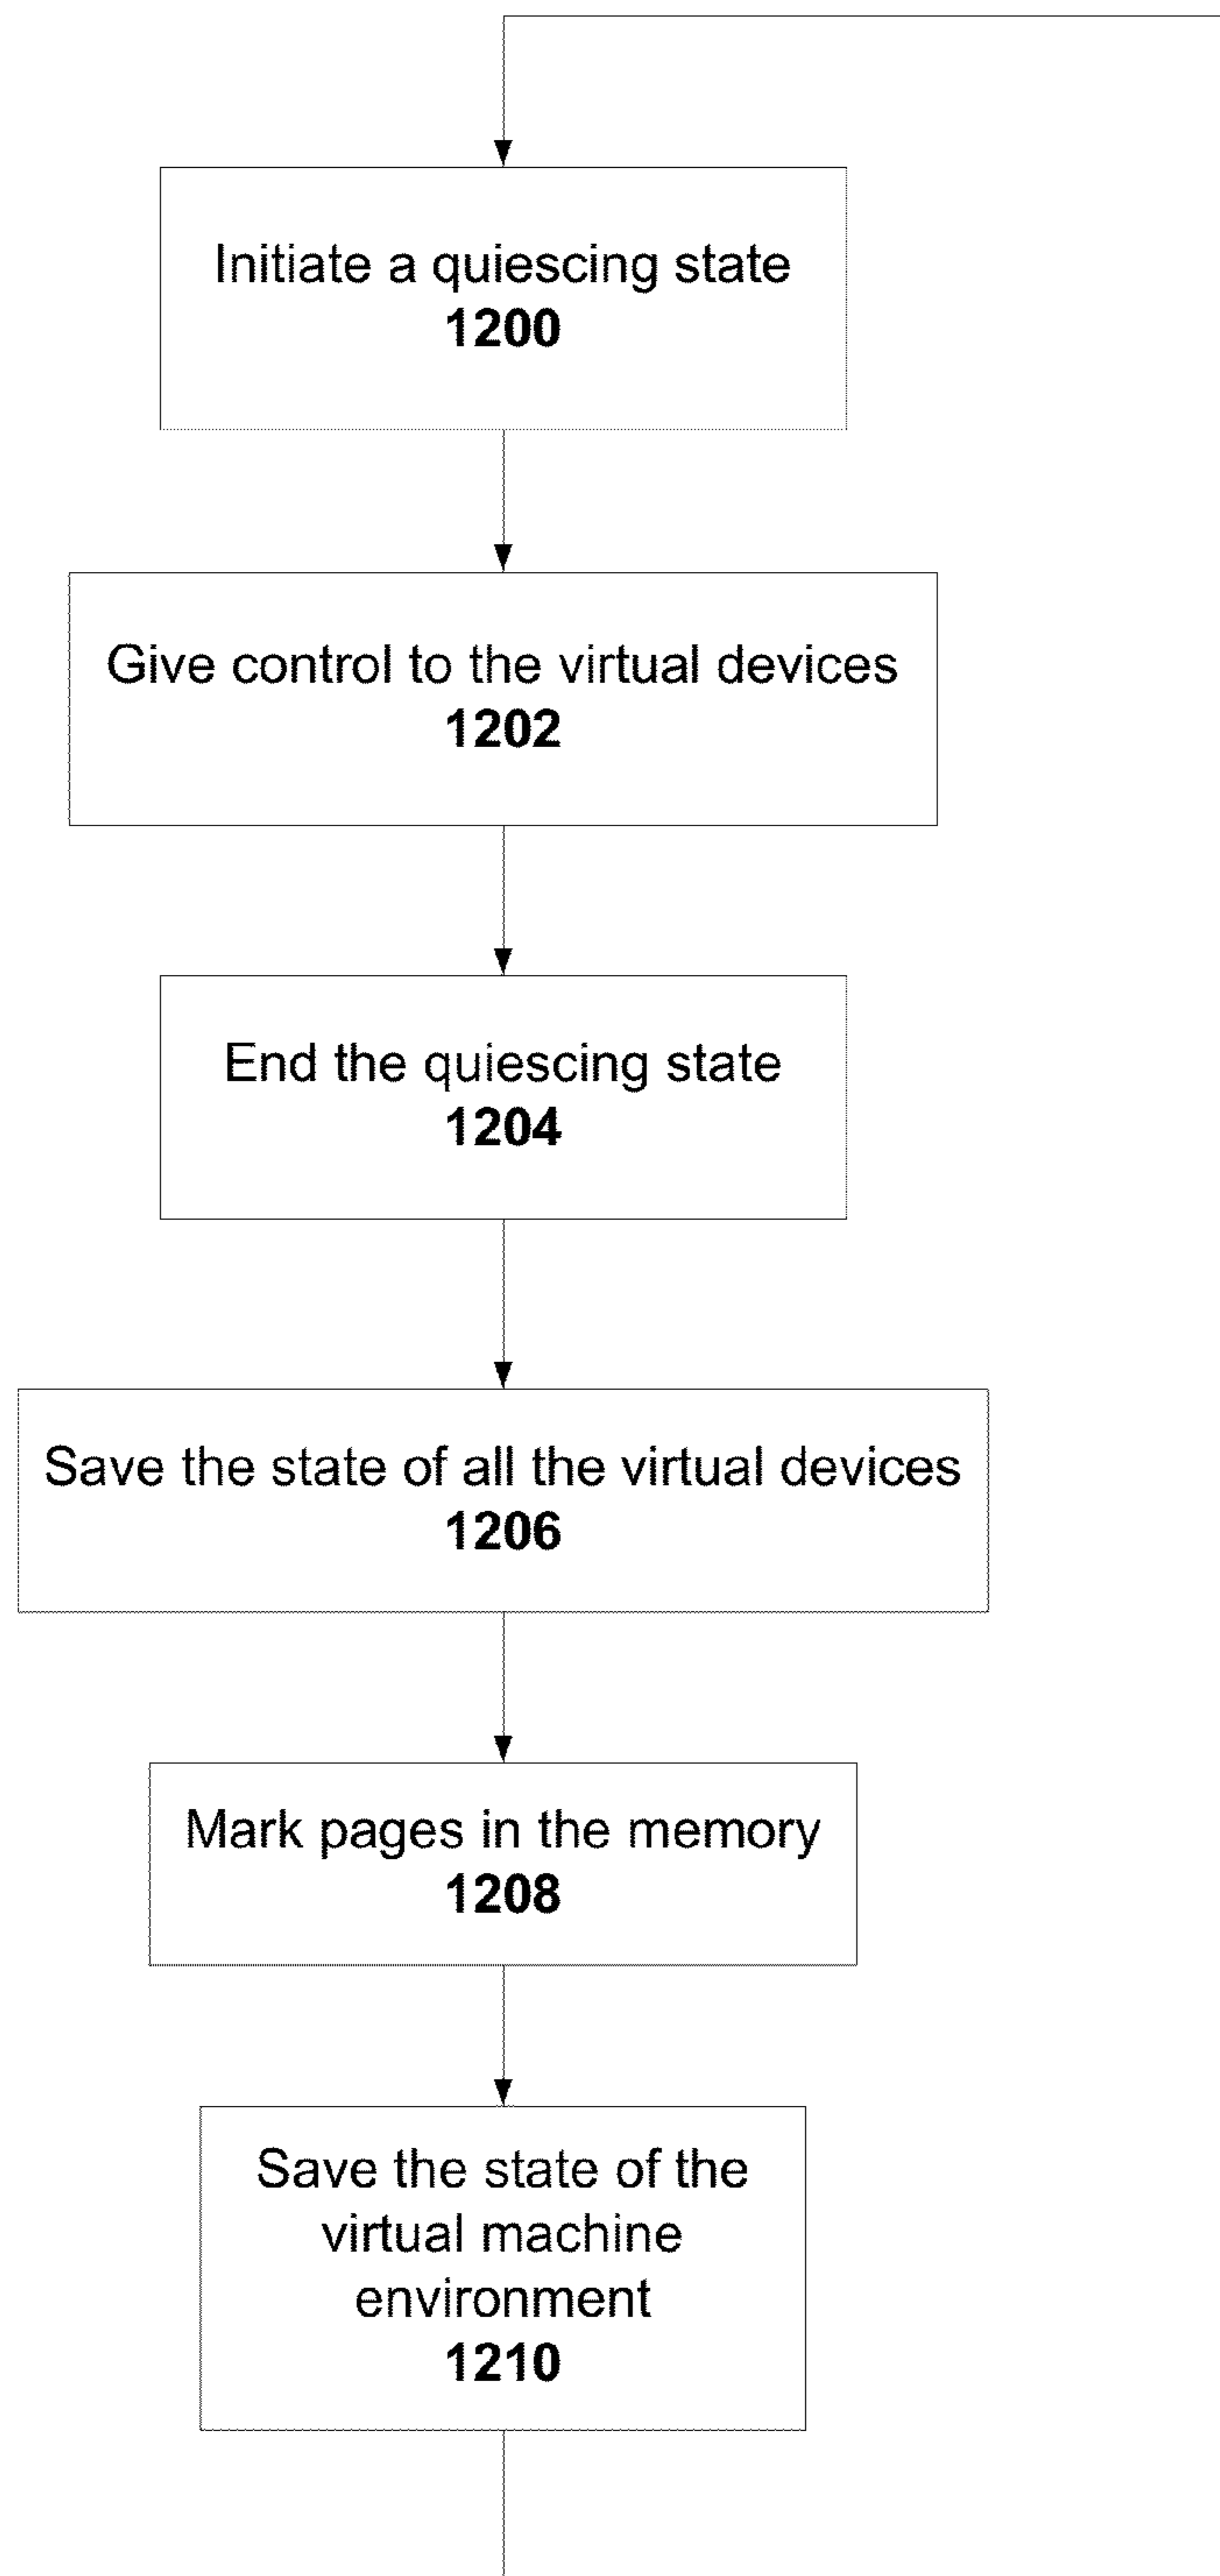 Initiate a quiescing state
1200
Give control to the virtual devices
1202
End the quiescing state
1204
Save the state of all the virtual devices
1206
Mark pages in the memory
1208
Save the state of the
virtual machine
environment
1210